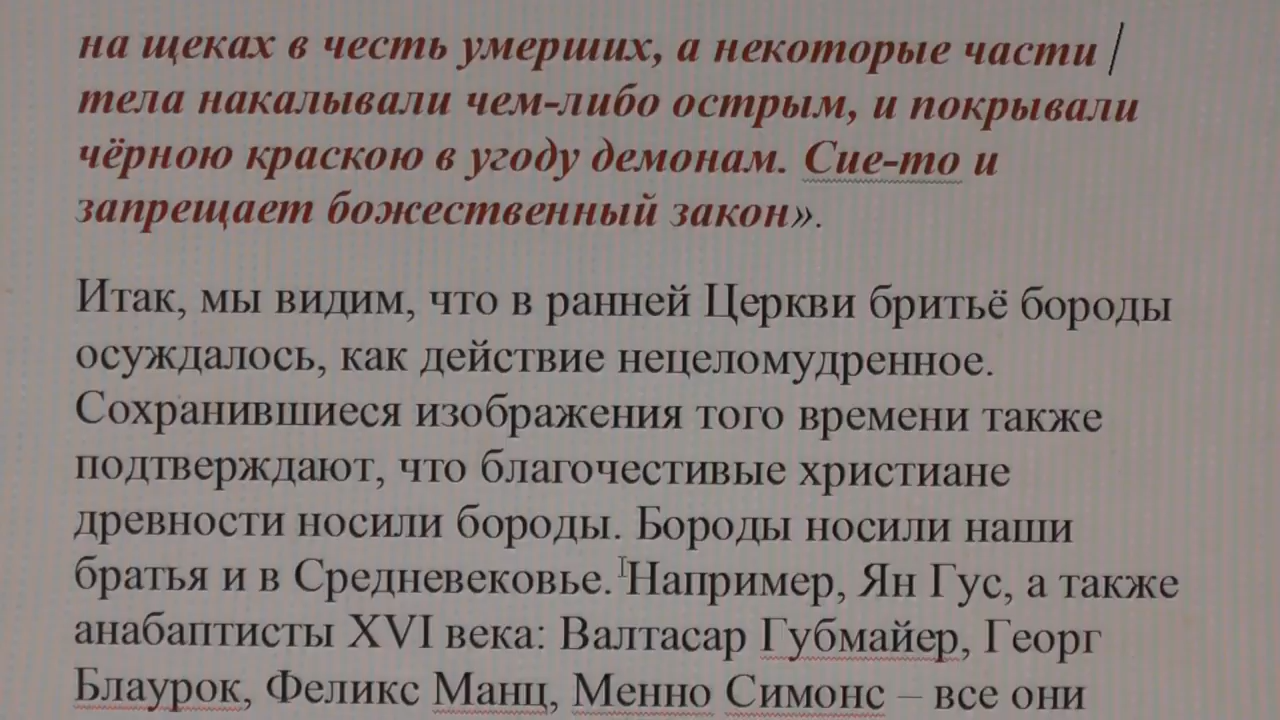 на щеках в честь умерших, а некоторые части
тела накалывали чем-либо острым, и покрывали
чёрною краскою в угоду демонам. Сие-то и
запрещает божественный закон».
Итак, мы видим, что в ранней Церкви бритьё бороды
осуждалось, как действие нецеломудренное.
Сохранившиеся изображения того времени также
подтверждают, что благочестивые христиане
древности носили бороды. Бороды носили наши
братья и в Средневековье. Например, Ян Гус, а также
анабаптисты XVI века: Валтасар Губмайер, Георг
Блаурок, Феликс Манц, Менно Симонс – все они